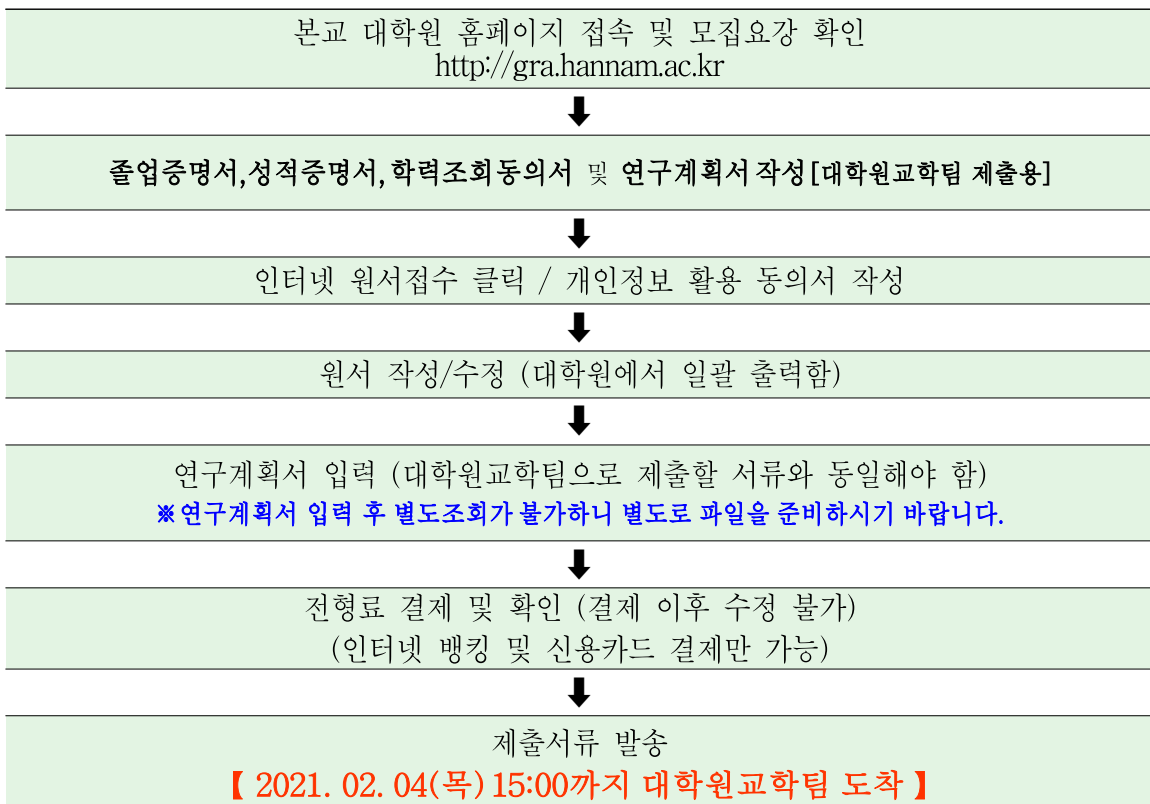 본교 대학원 홈페이지 접속 및 모집요강 확인
http://gra.hannam.ac.kr
졸업증명서,성적증명서,학력조회동의서 및 연구계획서 작성[대학원교학팀 제출용]
인터넷 원서접수 클릭 / 개인정보 활용 동의서 작성
원서 작성/수정 (대학원에서 일괄 출력함)
연구계획서 입력 (대학원교학팀으로 제출할 서류와 동일해야 함)
※연구계획서 입력 후 별도조회가 불가하니 별도로 파일을 준비하시기 바랍니다.
전형료 결제 및 확인 (결제 이후 수정 불가)
(인터넷 뱅킹 및 신용카드 결제만 가능)
제출서류 발송
【 2021. 02. 04(목) 15:00까지 대학원교학팀 도착 】